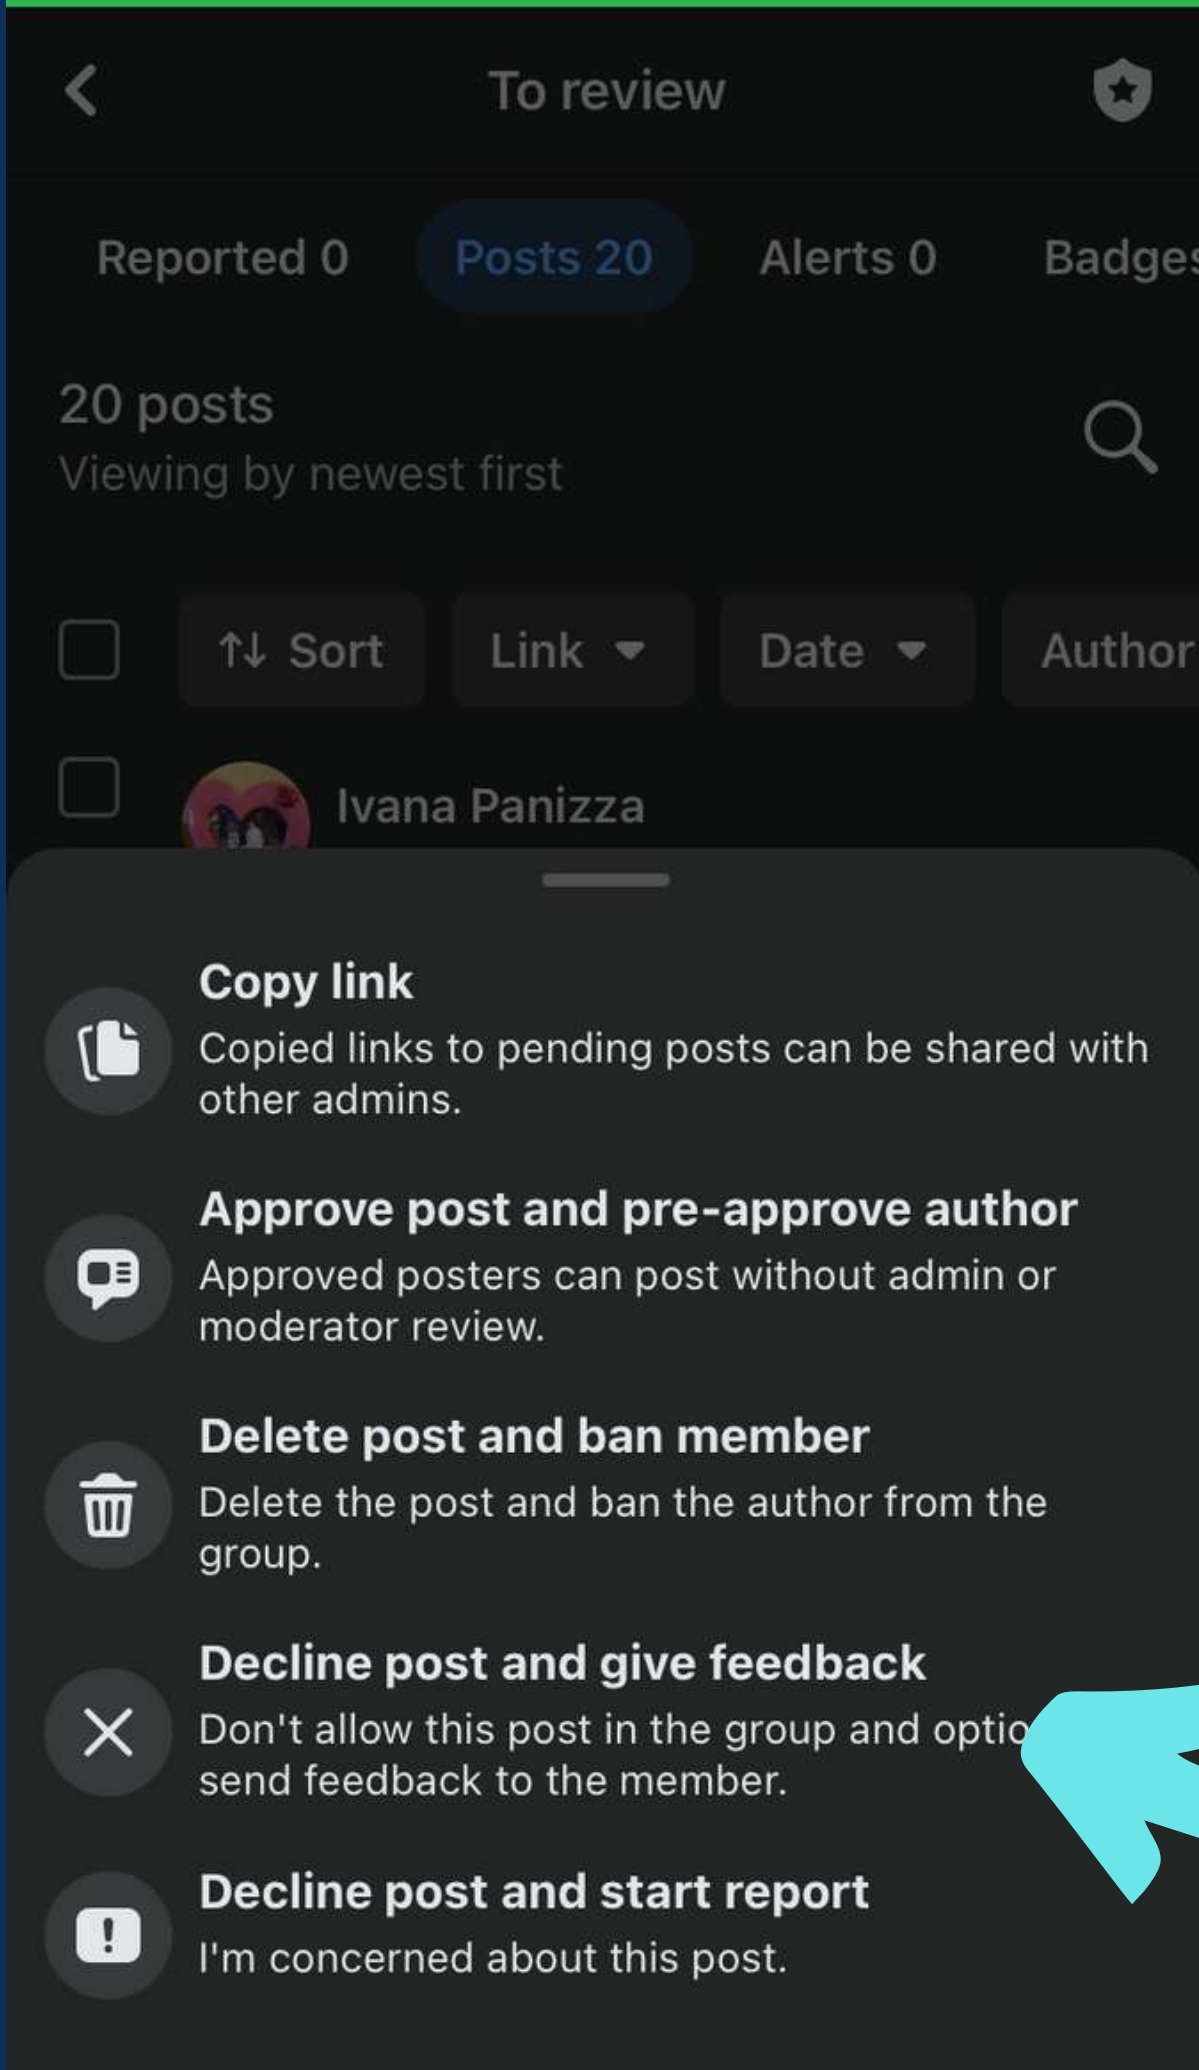 To review
Reported 0 Posts 20 Alerts 0 Badges
20 posts
Viewing by newest first
Sort Link Date Author
Ivana Panizza
Copy link
Copied links to pending posts can be shared with
other admins.
Approve post and pre-approve author
Approved posters can post without admin or
moderator review.
Delete post and ban member
Delete the post and ban the author from the
group.
Decline post and give feedback
Don't allow this post in the group and optio
send feedback to the member.
Decline post and start report
I'm concerned about this post.